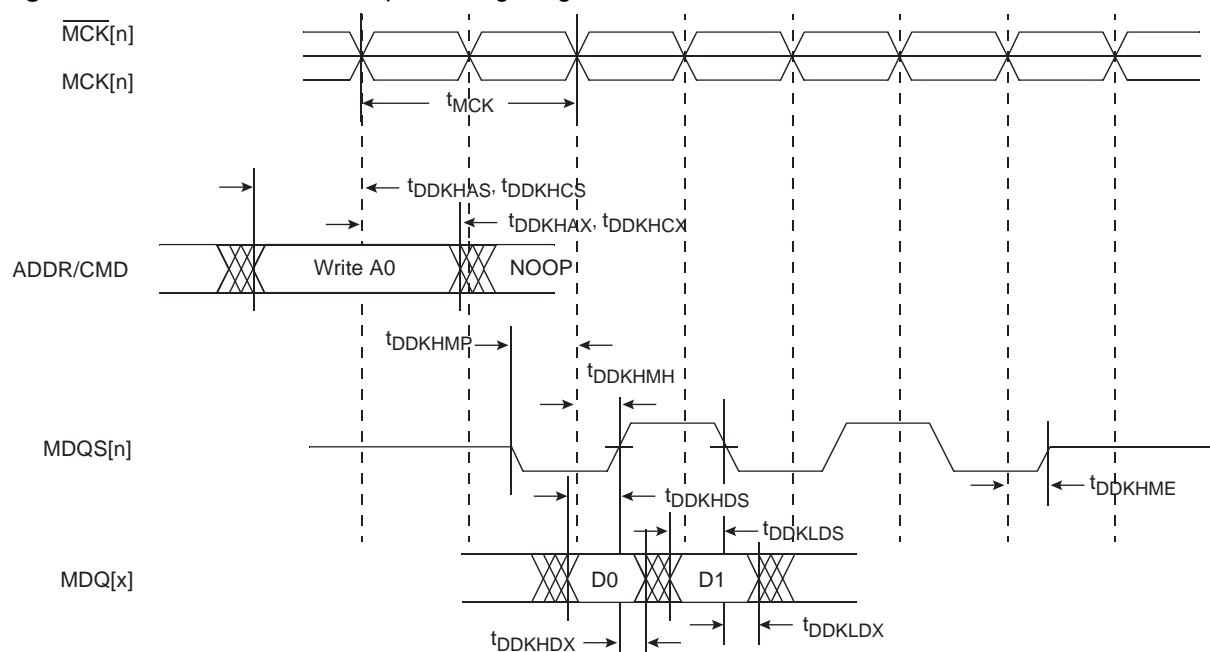 MCK[n]
MCK[n]
tMCK
tDDKHAS, tDDKHCS
tDDKHAX, tDDKHCX
ADDR/CMD
Write A0
NOOP
tDDKHMP
tDDKHMH
MDQS[n]
tDDKHDS
tDDKHME
tDDKLDS
MDQ[x]
D0
D1
tDDKHDX
tDDKLDX